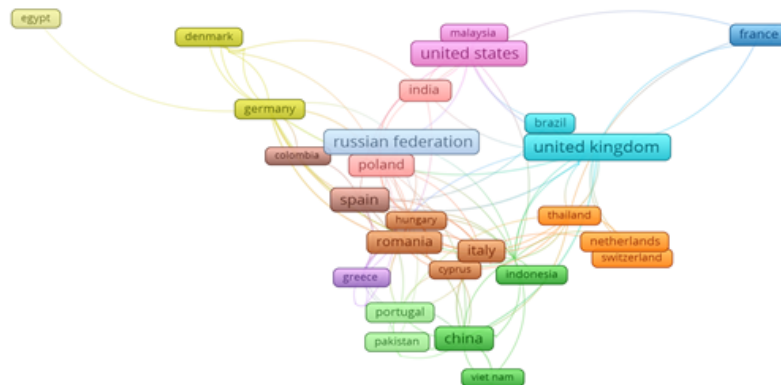 egypt
denmark
malaysia
united states
france
india
germany
brazil
russian federation
united kingdom
colombia
poland
spain
hungary
thailand
romania
italy
netherlands
switzerland
cyprus
indonesia
greece
portugal
china
pakistan
viet nam